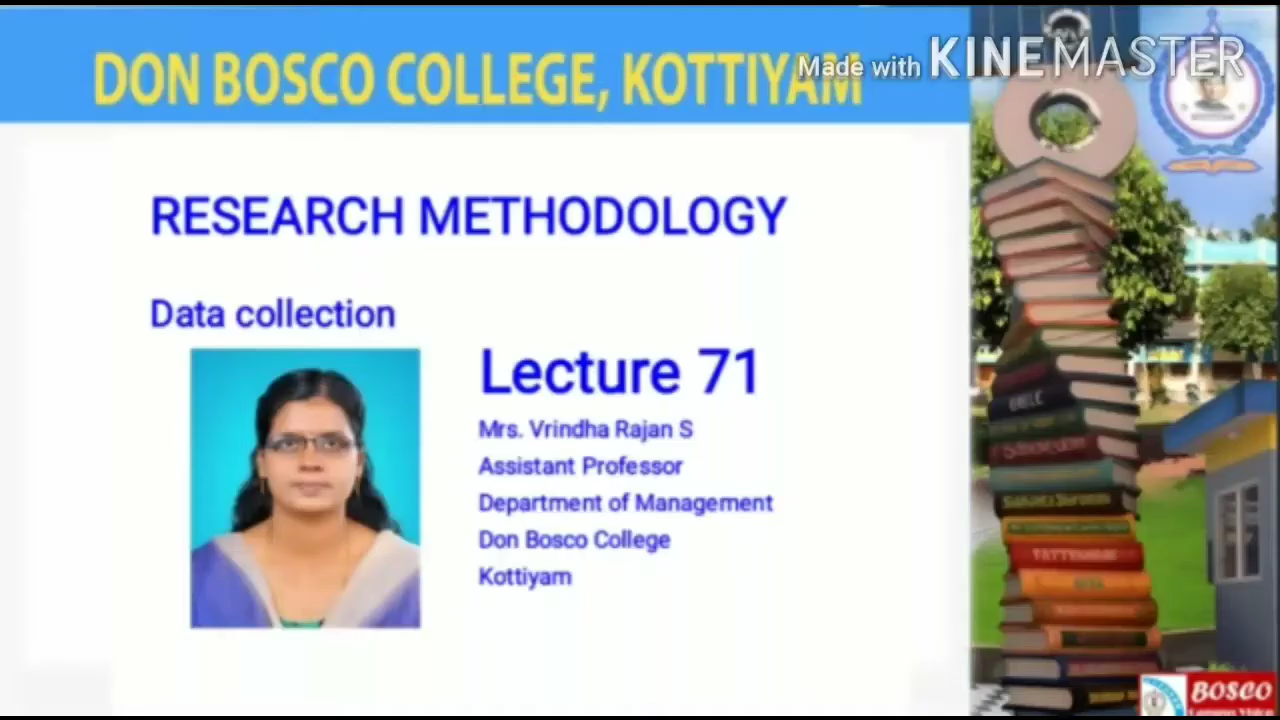 DON BOSCO COLLEGE, KOTTIYAM
Made with KINEMASTER
RESEARCH METHODOLOGY
Data collection
Lecture 71
Mrs. Vrindha Rajan S
Assistant Professor
Department of Management
Don Bosco College
Kottiyam
BOSCO